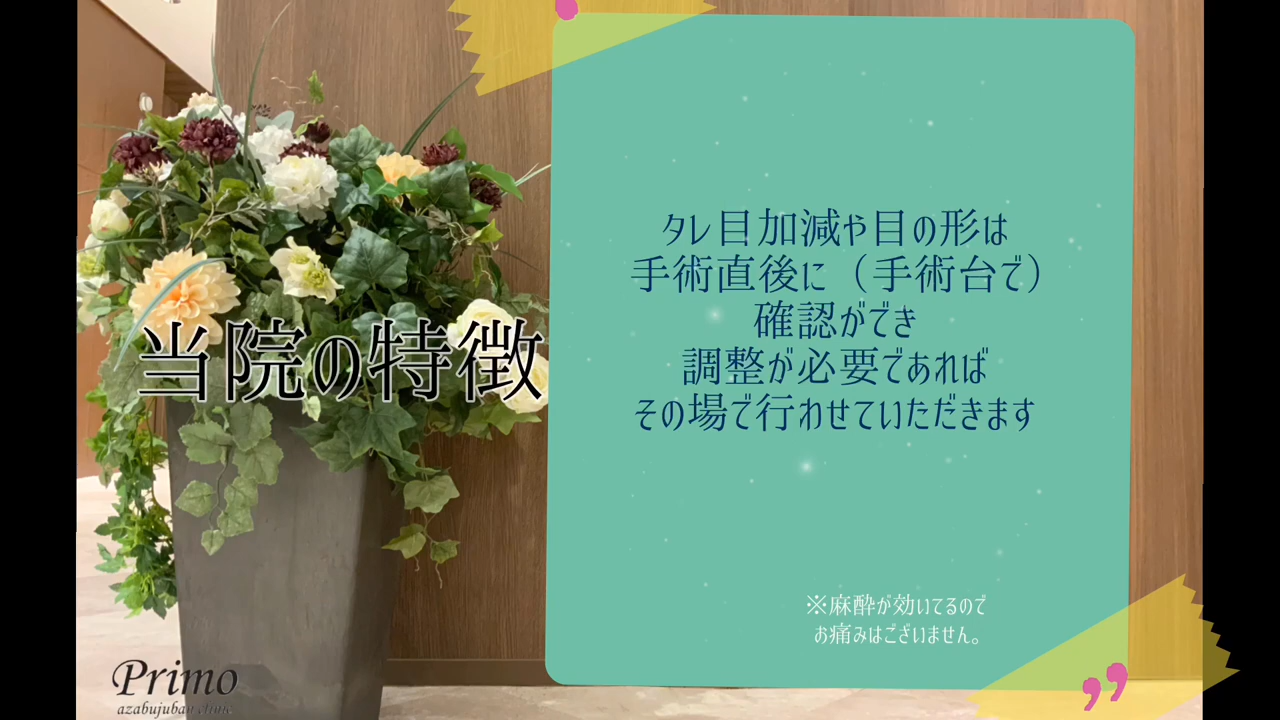 当院の特徴
タレ目加減や目の形は
手術直後に（手術台で）
確認ができ
調整が必要であれば
その場で行わせていただきます
※麻酔が効いてるので
お痛みはございません。
Primo
azabujuban clinic